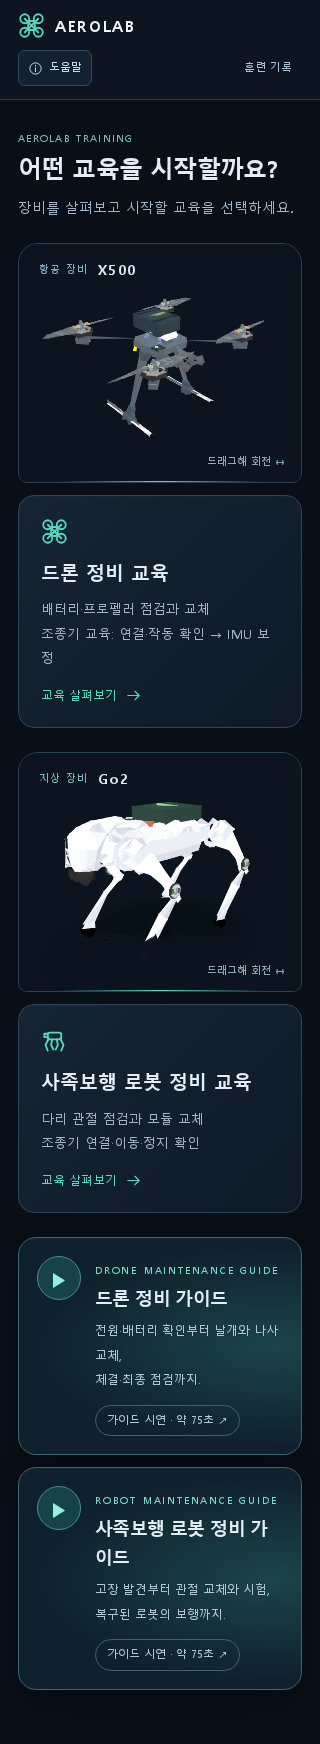 AEROLAB
도움말
훈련 기록
AEROLAB TRAINING
어떤 교육을 시작할까요?
장비를 살펴보고 시작할 교육을 선택하세요.
항공 장비 X500
드래그해 회전 ↔
드론 정비 교육
배터리·프로펠러 점검과 교체
조종기 교육: 연결·작동 확인 → IMU 보
정
교육 살펴보기 →
지상 장비 Go2
드래그해 회전 ↔
사족보행 로봇 정비 교육
다리 관절 점검과 모듈 교체
조종기 연결·이동·정지 확인
교육 살펴보기 →
DRONE MAINTENANCE GUIDE
드론 정비 가이드
전원·배터리 확인부터 날개와 나사
교체,
체결·최종 점검까지.
가이드 시연 · 약 75초 ↗
ROBOT MAINTENANCE GUIDE
사족보행 로봇 정비 가
이드
고장 발견부터 관절 교체와 시험,
복구된 로봇의 보행까지.
가이드 시연 · 약 75초 ↗